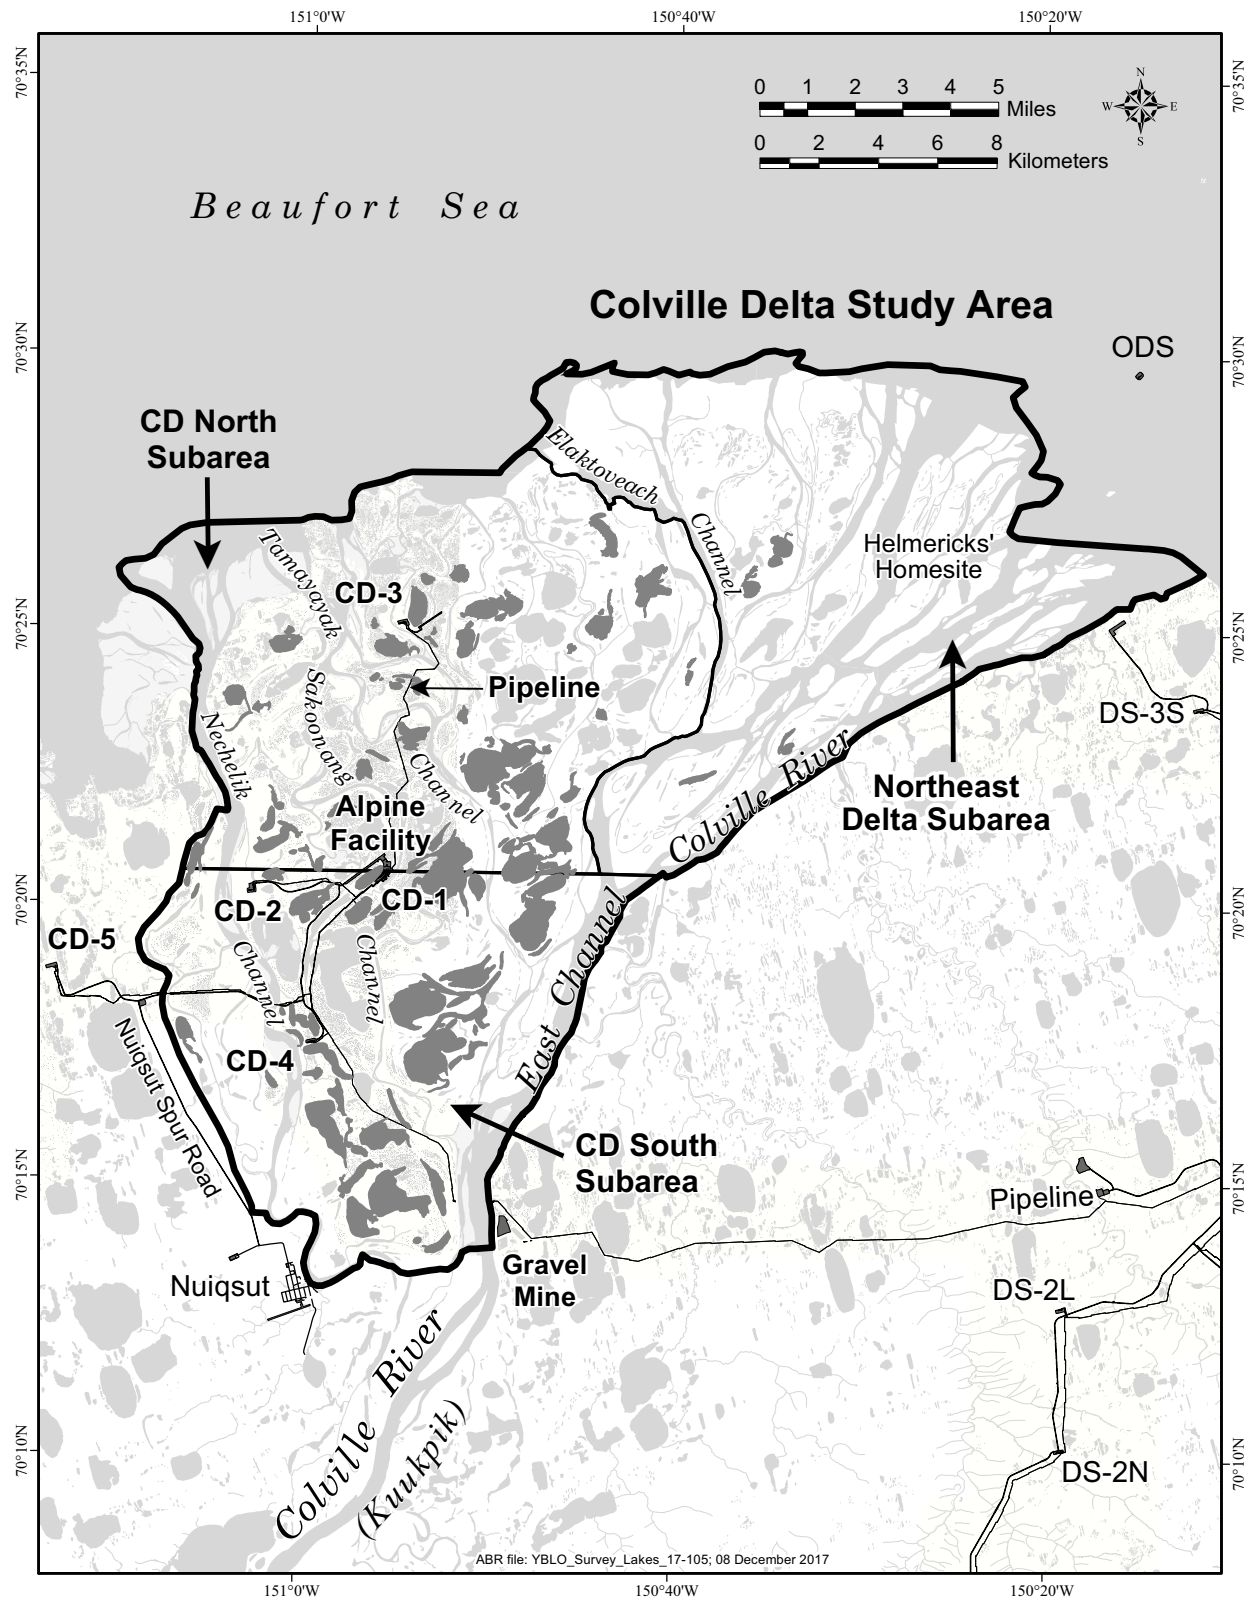 151°0'W
150°40'W
150°20'W
70°35'N
70°35'N
0 1 2 3 4 5
Miles
0 2 4 6 8
Kilometers
N
W
E
S
Beaufort Sea
Colville Delta Study Area
70°30'N
70°30'N
ODS
CD North
Subarea
Elaktoveach
Channel
Tamayayak
Helmericks'
Homesite
CD-3
70°25'N
70°25'N
Sakoonang
Pipeline
Nechelik
DS-3S
Channel
Colville River
Northeast
Delta Subarea
Alpine
Facility
CD-1
CD-2
70°20'N
70°20'N
CD-5
Channel
Channel
East Channel
Nuiqsut Spur Road
CD-4
CD South
Subarea
70°15'N
70°15'N
Pipeline
Gravel
Mine
Nuiqsut
DS-2L
Colville River
(Kuukpik)
70°10'N
70°10'N
DS-2N
ABR file: YBLO_Survey_Lakes_17-105; 08 December 2017
151°0'W
150°40'W
150°20'W